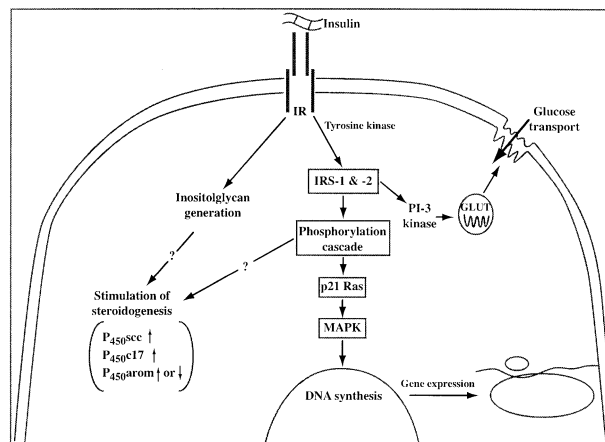 Insulin
IR
Tyrosine kinase
Glucose
transport
IRS-1 & -2
Inositolglycan
generation
PI-3
kinase
GLUT
Phosphorylation
cascade
?
?
p21 Ras
Stimulation of
steroidogenesis
MAPK
P450scc ↑
P450c17 ↑
P450arom ↑ or ↓
DNA synthesis
Gene expression